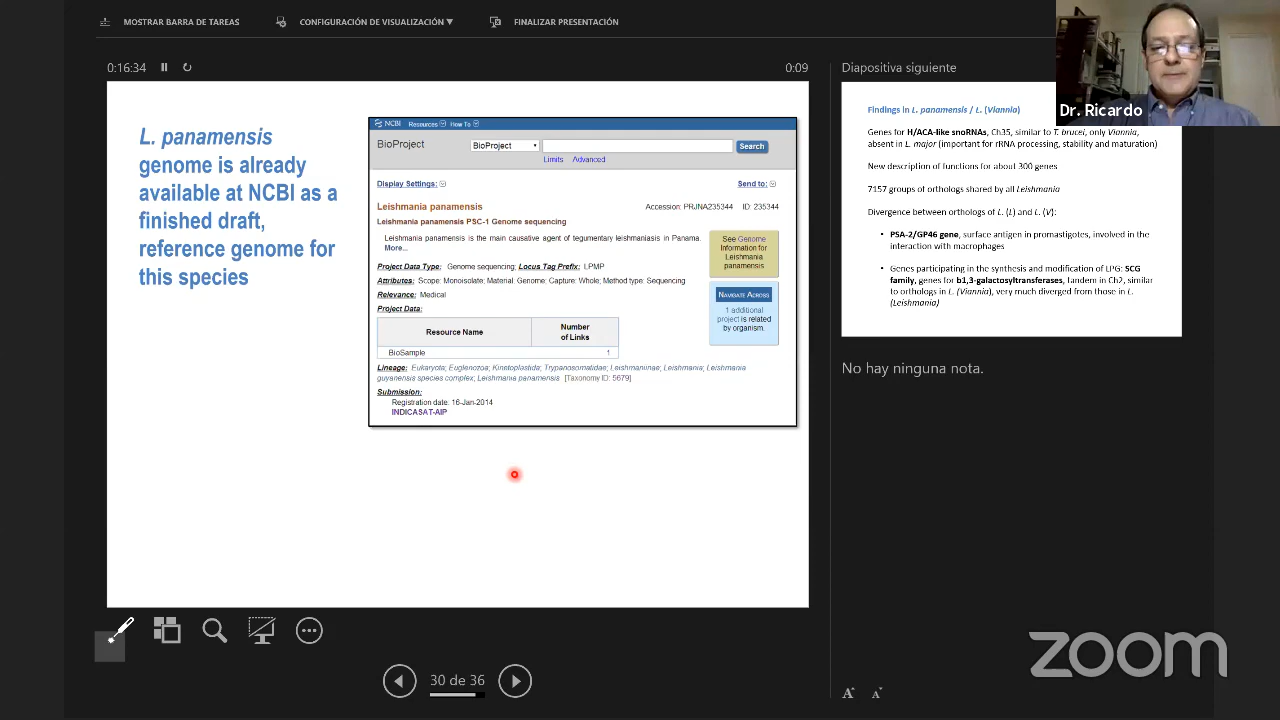 MOSTRAR BARRA DE TAREAS
CONFIGURACIÓN DE VISUALIZACIÓN ▼
FINALIZAR PRESENTACIÓN
0:16:34
0:09
L. panamensis
genome is already
available at NCBI as a
finished draft,
reference genome for
this species
NCBI Resources How To
BioProject
BioProject
Search
Limits Advanced
Display Settings:
Send to:
Leishmania panamensis
Accession: PRJNA235344 ID: 235344
Leishmania panamensis PSC-1 Genome sequencing
Leishmania panamensis is the main causative agent of tegumentary leishmaniasis in Panama.
More...
Project Data Type: Genome sequencing; Locus Tag Prefix: LPMP
Attributes: Scope: Monoisolate; Material: Genome; Capture: Whole; Method type: Sequencing
Relevance: Medical
Project Data:
Resource Name
Number
of Links
BioSample 1
Lineage: Eukaryota; Euglenozoa; Kinetoplastida; Trypanosomatidae; Leishmaniinae; Leishmania; Leishmania
guyanensis species complex; Leishmania panamensis [Taxonomy ID: 5679]
Submission:
Registration date: 16-Jan-2014
INDICASAT-AIP
See Genome
Information for
Leishmania
panamensis
NAVIGATE ACROSS
1 additional
project is related
by organism.
30 de 36
Diapositiva siguiente
Findings in L. panamensis / L. (Viannia)
Genes for H/ACA-like snoRNAs, Ch35, similar to T. brucei, only Viannia,
absent in L. major (important for rRNA processing, stability and maturation)
New description of functions for about 300 genes
7157 groups of orthologs shared by all Leishmania
Divergence between orthologs of L. (L) and L. (V):
• PSA-2/GP46 gene, surface antigen in promastigotes, involved in the
interaction with macrophages
• Genes participating in the synthesis and modification of LPG: SCG
family, genes for b1,3-galactosyltransferases, tandem in Ch2, similar
to orthologs in L. (Viannia), very much diverged from those in L.
(Leishmania)
Dr. Ricardo
No hay ninguna nota.
zoom
A A